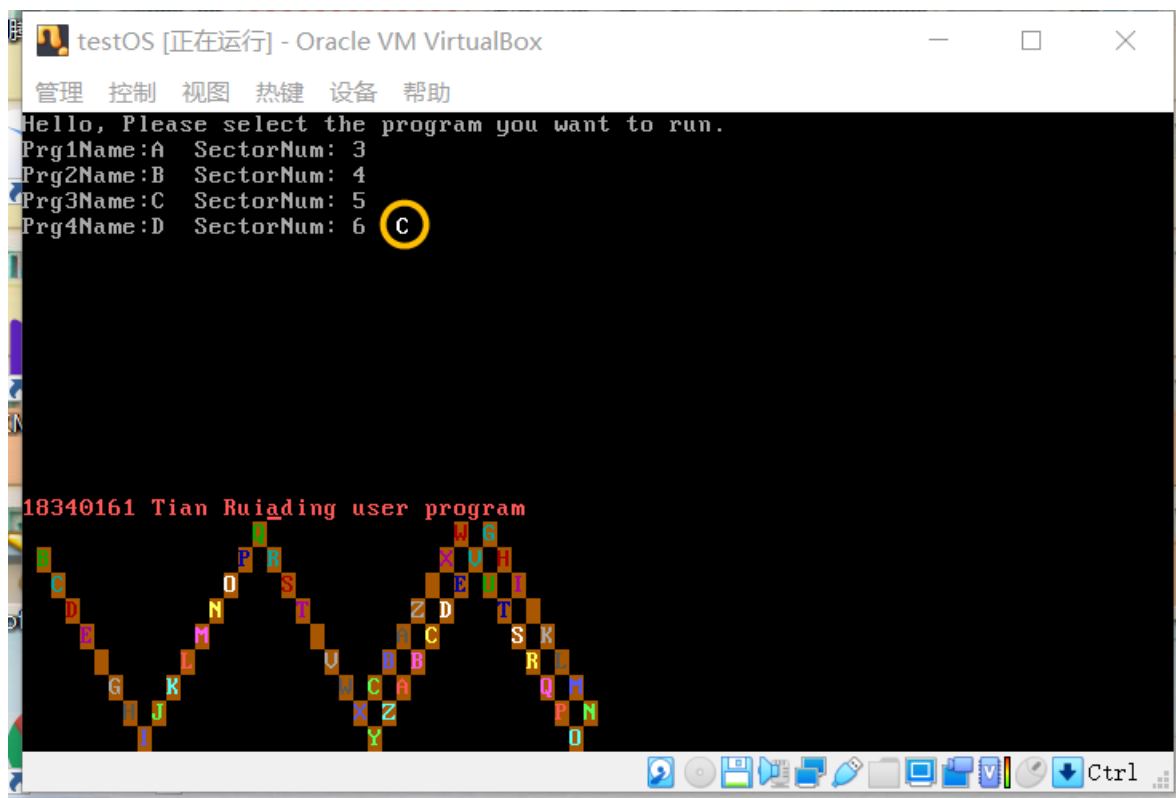 testOS [正在运行] - Oracle VM VirtualBox
管理 控制 视图 热键 设备 帮助
Hello, Please select the program you want to run.
Prg1Name:A SectorNum: 3
Prg2Name:B SectorNum: 4
Prg3Name:C SectorNum: 5
Prg4Name:D SectorNum: 6 C
18340161 Tian Ruiading user program
Q W G
B P R X V H
C O S E U I
D N T Z D T
E M A C S K
L V B B R L
G K W C A Q M
H J X Z P N
I Y O
Ctrl